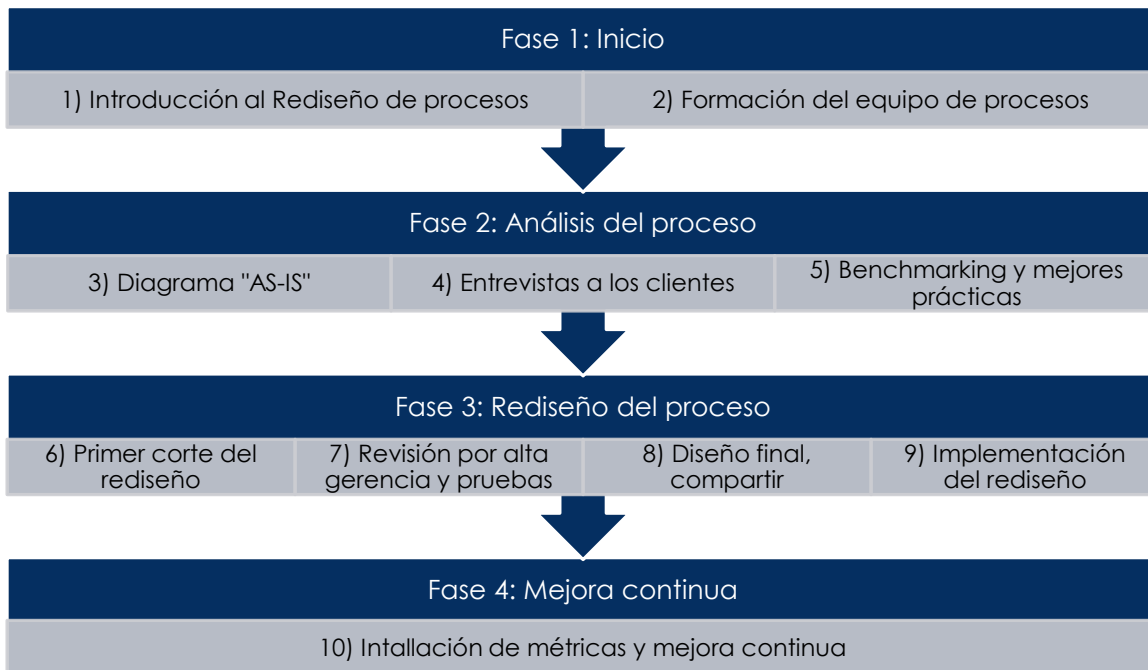 Fase 1: Inicio
1) Introducción al Rediseño de procesos
2) Formación del equipo de procesos
Fase 2: Análisis del proceso
3) Diagrama "AS-IS"
4) Entrevistas a los clientes
5) Benchmarking y mejores
prácticas
Fase 3: Rediseño del proceso
6) Primer corte del
rediseño
7) Revisión por alta
gerencia y pruebas
8) Diseño final,
compartir
9) Implementación
del rediseño
Fase 4: Mejora continua
10) Intallación de métricas y mejora continua